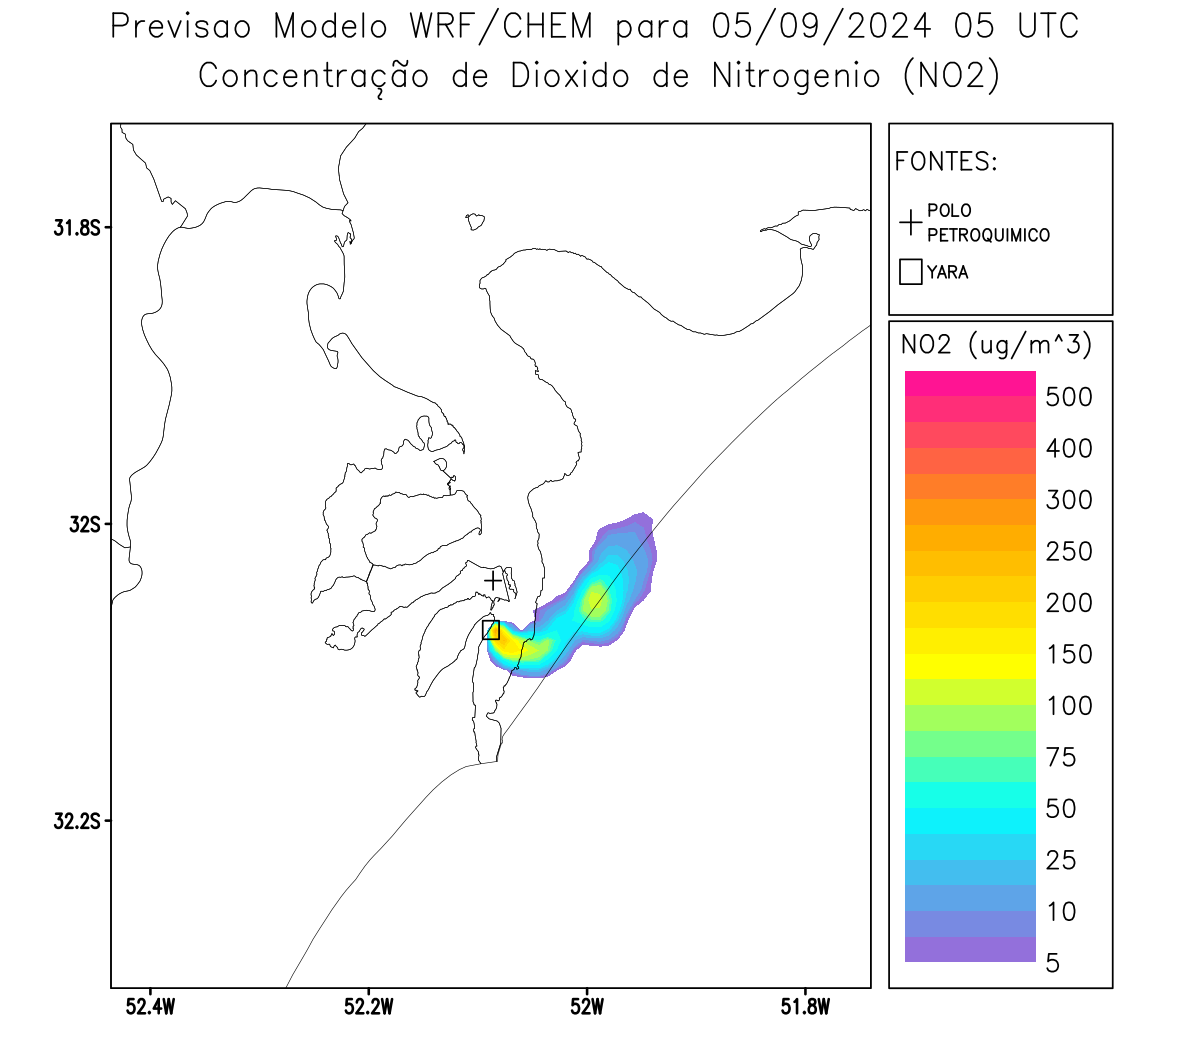 Previsao Modelo WRF/CHEM para 05/09/2024 05 UTC
Concentração de Dioxido de Nitrogenio (NO2)
FONTES:
POLO
PETROQUIMICO
YARA
31.8S
32S
32.2S
52.4W
52.2W
52W
51.8W
NO2 (ug/m^3)
500
400
300
250
200
150
100
75
50
25
10
5